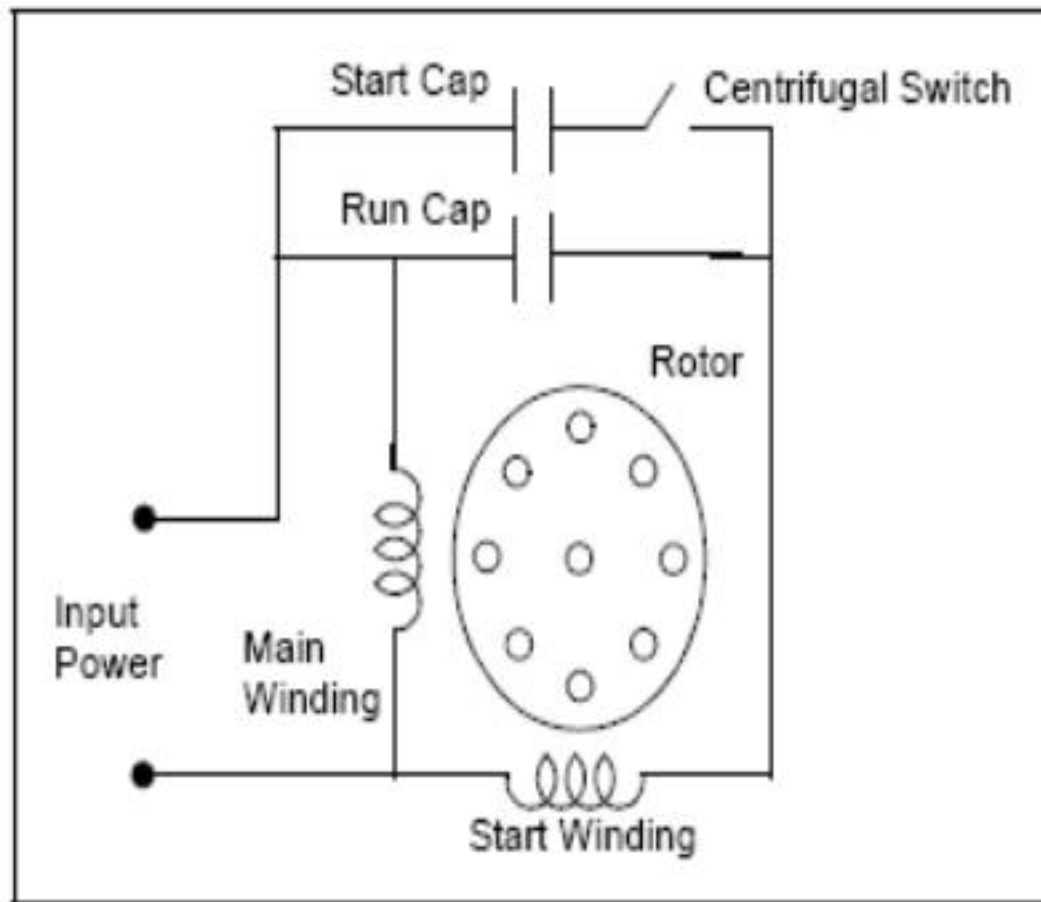 Start Cap
Centrifugal Switch
Run Cap
Rotor
Input
Power
Main
Winding
Start Winding